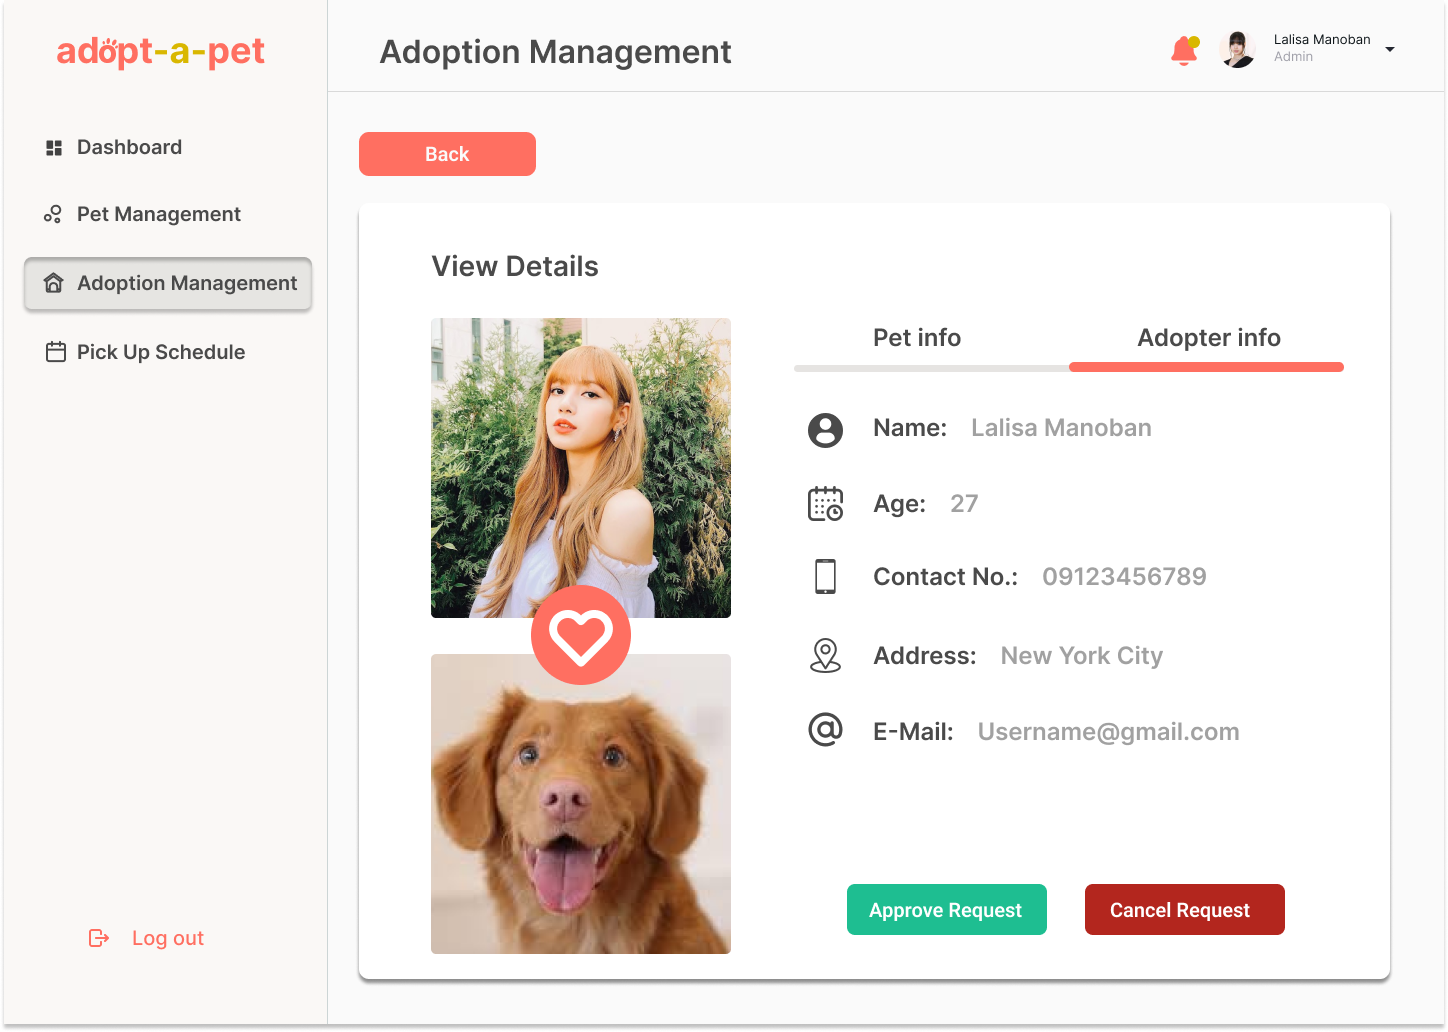 adopt-a-pet
Dashboard
Pet Management
Adoption Management
Pick Up Schedule
Log out
Adoption Management
Lalisa Manoban
Admin
Back
View Details
Pet info
Adopter info
Name: Lalisa Manoban
Age: 27
Contact No.: 09123456789
Address: New York City
E-Mail: Username@gmail.com
Approve Request
Cancel Request